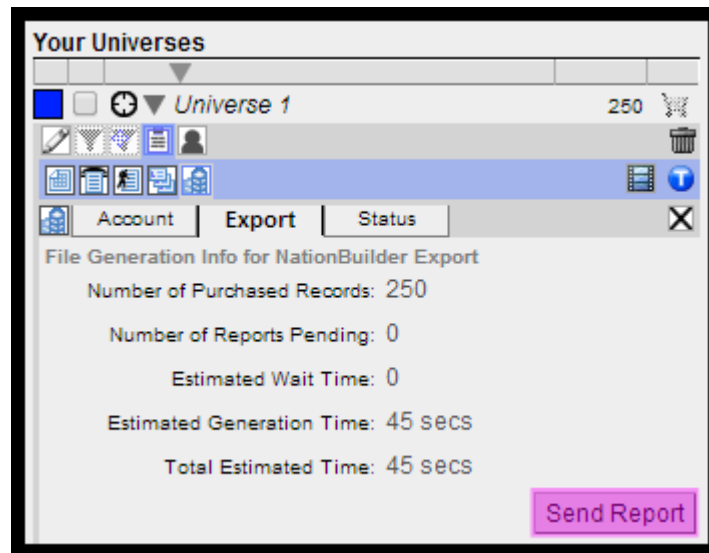 Your Universes
Universe 1 250
T
Account Export Status
File Generation Info for NationBuilder Export
Number of Purchased Records: 250
Number of Reports Pending: 0
Estimated Wait Time: 0
Estimated Generation Time: 45 secs
Total Estimated Time: 45 secs
Send Report